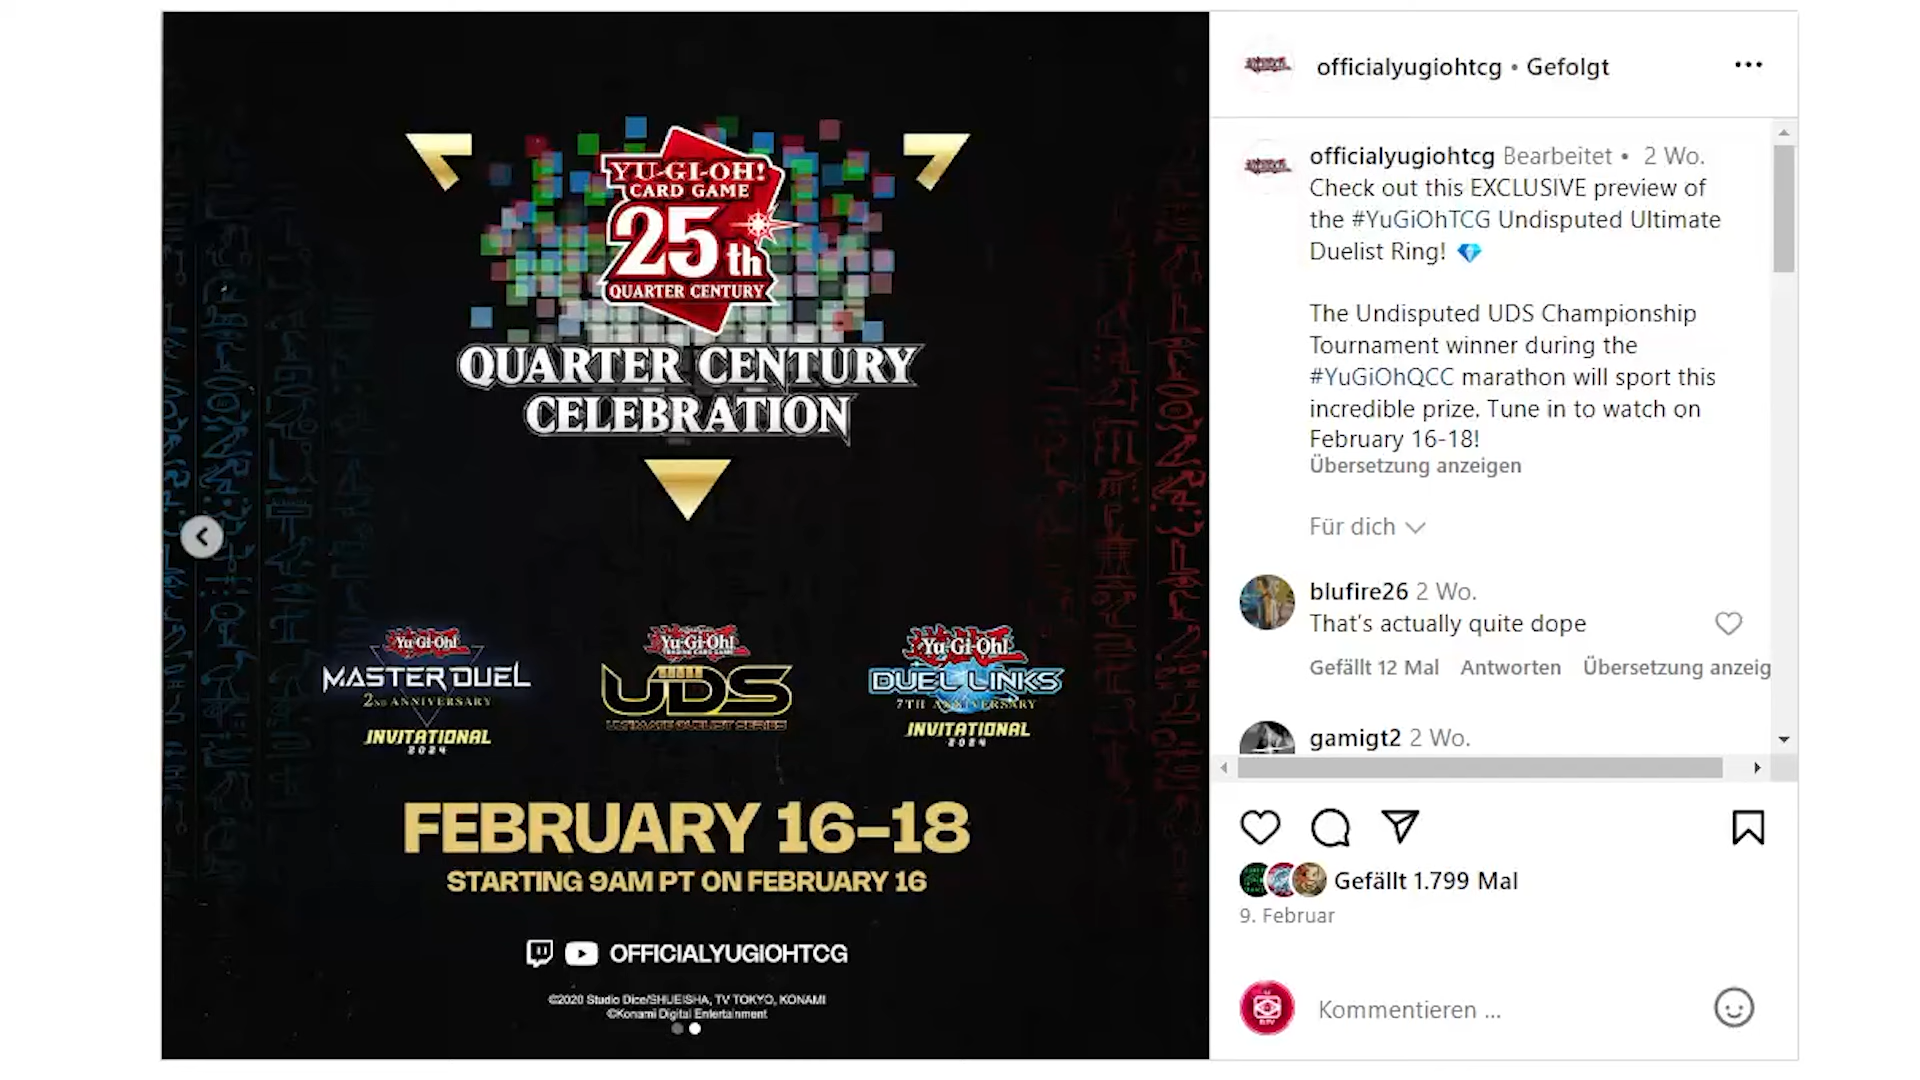 YU-GI-OH!
CARD GAME
25th
QUARTER CENTURY
QUARTER CENTURY
CELEBRATION
Yu-Gi-Oh!
MASTER DUEL
2ND ANNIVERSARY
INVITATIONAL
2024
Yu-Gi-Oh!
TRADING CARD GAME
UDS
ULTIMATE DUELIST SERIES
Yu-Gi-Oh!
DUEL LINKS
7TH ANNIVERSARY
INVITATIONAL
2024
FEBRUARY 16–18
STARTING 9AM PT ON FEBRUARY 16
OFFICIALYUGIOHTCG
©2020 Studio Dice/SHUEISHA, TV TOKYO, KONAMI
©Konami Digital Entertainment
officialyugiohtcg • Gefolgt
officialyugiohtcg Bearbeitet • 2 Wo.
Check out this EXCLUSIVE preview of
the #YuGiOhTCG Undisputed Ultimate
Duelist Ring! 💎
The Undisputed UDS Championship
Tournament winner during the
#YuGiOhQCC marathon will sport this
incredible prize. Tune in to watch on
February 16-18!
Übersetzung anzeigen
Für dich
blufire26 2 Wo.
That's actually quite dope
Gefällt 12 Mal Antworten Übersetzung anzeig
gamigt2 2 Wo.
Gefällt 1.799 Mal
9. Februar
Kommentieren ...